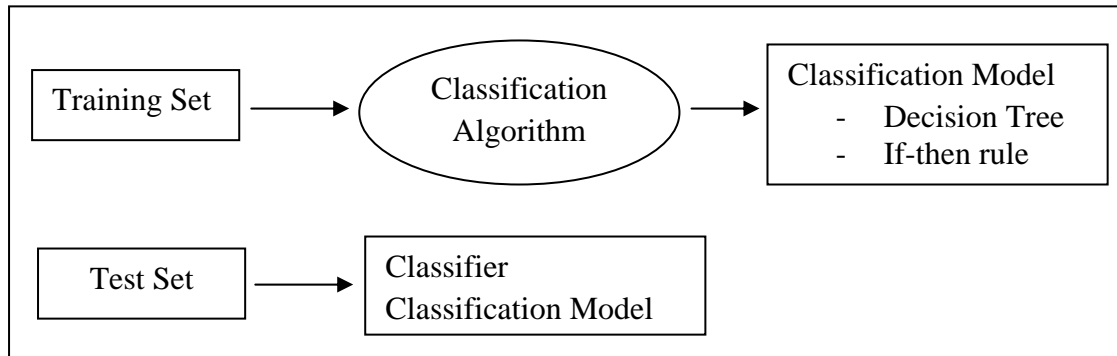 Training Set
Classification
Algorithm
Classification Model
- Decision Tree
- If-then rule
Test Set
Classifier
Classification Model